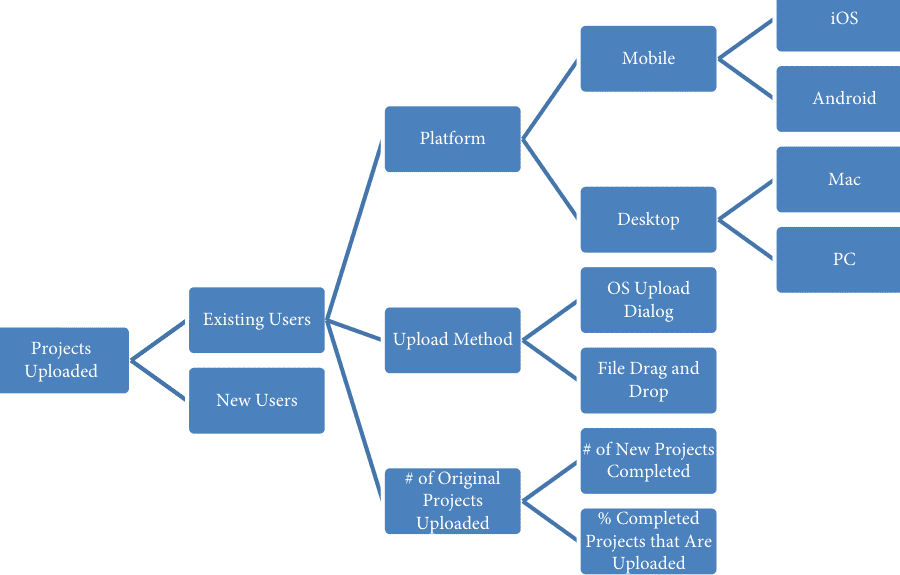 iOS
Mobile
Android
Platform
Mac
Desktop
PC
OS Upload
Dialog
Existing Users
Upload Method
Projects
Uploaded
File Drag and
Drop
New Users
# of New Projects
Completed
# of Original
Projects
Uploaded
% Completed
Projects that Are
Uploaded